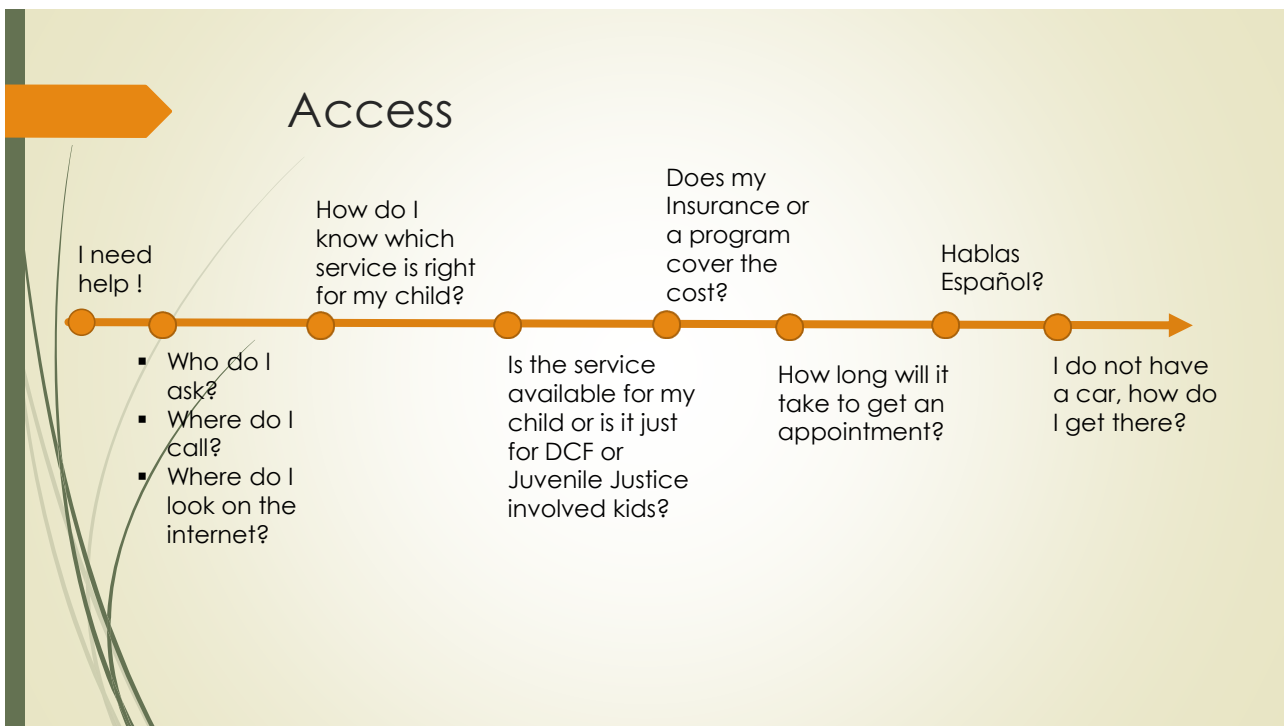 Access
I need
help !
▪ Who do I
ask?
▪ Where do I
call?
▪ Where do I
look on the
internet?
How do I
know which
service is right
for my child?
Is the service
available for my
child or is it just
for DCF or
Juvenile Justice
involved kids?
Does my
Insurance or
a program
cover the
cost?
How long will it
take to get an
appointment?
Hablas
Español?
I do not have
a car, how do
I get there?